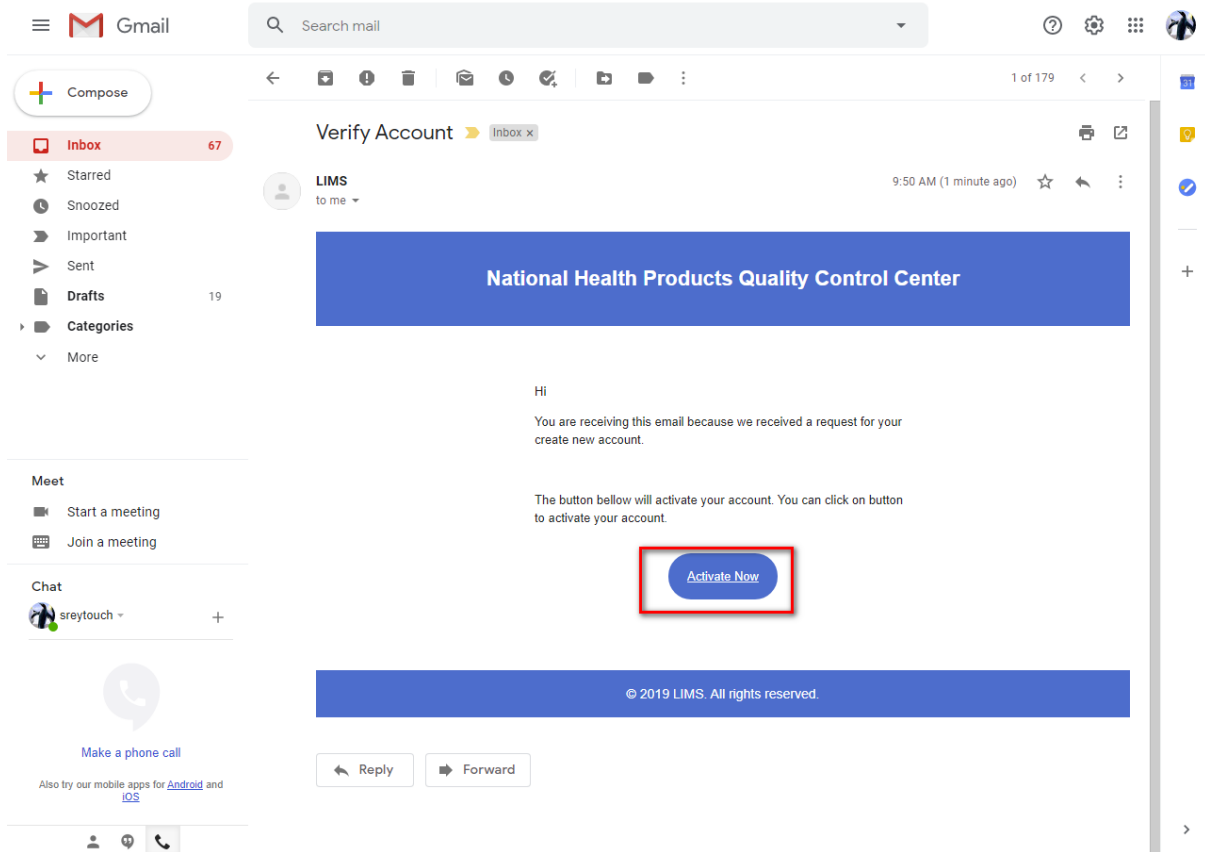 Gmail
Search mail
Compose
1 of 179
31
Inbox 67
Starred
Snoozed
Important
Sent
Drafts 19
Categories
More
Meet
Start a meeting
Join a meeting
Chat
sreytouch
Make a phone call
Also try our mobile apps for Android and
iOS
Verify Account Inbox x
LIMS
to me
9:50 AM (1 minute ago)
National Health Products Quality Control Center
Hi
You are receiving this email because we received a request for your
create new account.
The button bellow will activate your account. You can click on button
to activate your account.
Activate Now
© 2019 LIMS. All rights reserved.
Reply
Forward